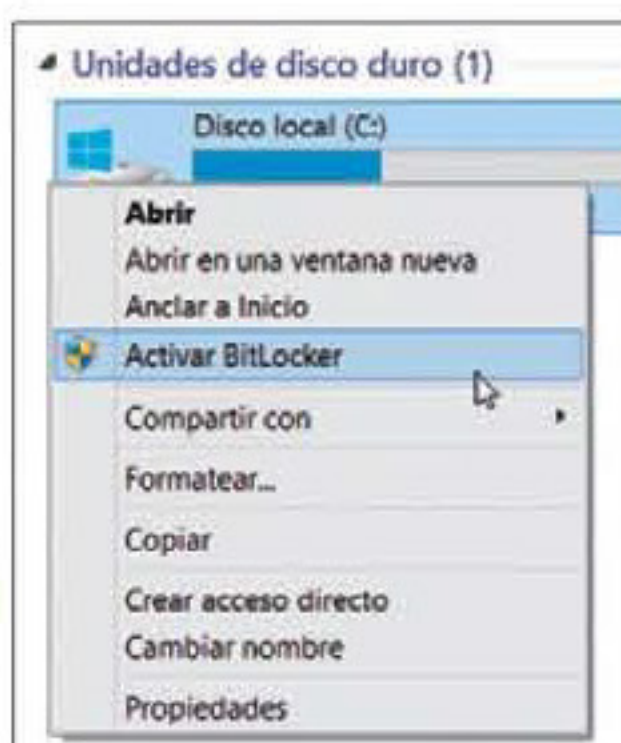 Unidades de disco duro (1)
Disco local (C:)
Abrir
Abrir en una ventana nueva
Anclar a Inicio
Activar BitLocker
Compartir con
Formatear...
Copiar
Crear acceso directo
Cambiar nombre
Propiedades